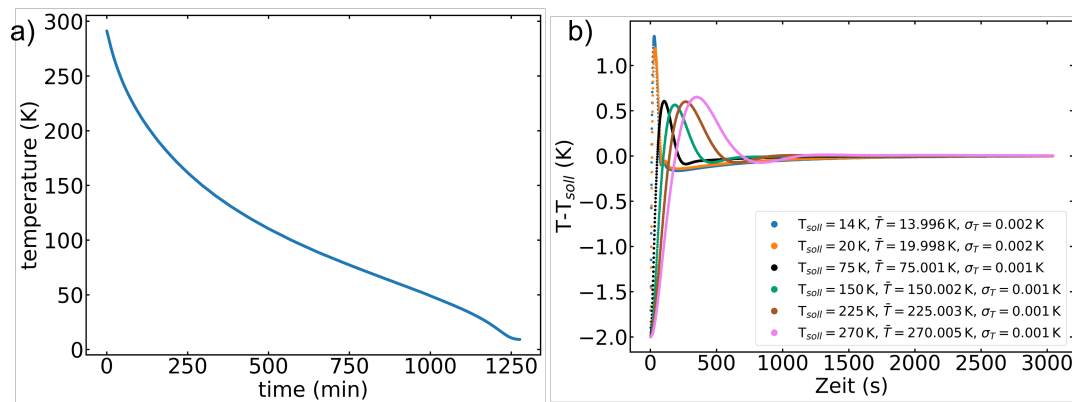 a)
300
250
200
150
100
50
0
temperature (K)
0 250 500 750 1000 1250
time (min)
b)
1.0
0.5
0.0
−0.5
−1.0
−1.5
−2.0
T-T_soll (K)
T_soll = 14 K, T̄ = 13.996 K, σ_T = 0.002 K
T_soll = 20 K, T̄ = 19.998 K, σ_T = 0.002 K
T_soll = 75 K, T̄ = 75.001 K, σ_T = 0.001 K
T_soll = 150 K, T̄ = 150.002 K, σ_T = 0.001 K
T_soll = 225 K, T̄ = 225.003 K, σ_T = 0.001 K
T_soll = 270 K, T̄ = 270.005 K, σ_T = 0.001 K
0 500 1000 1500 2000 2500 3000
Zeit (s)